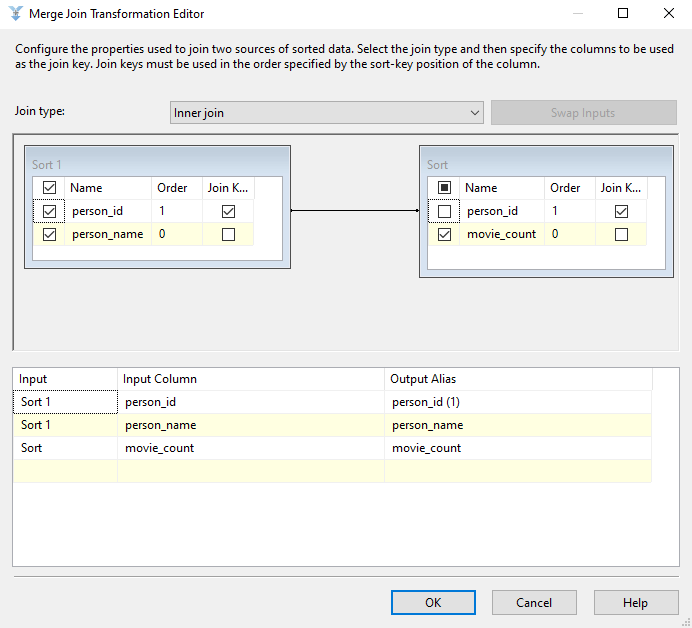 Merge Join Transformation Editor
Configure the properties used to join two sources of sorted data. Select the join type and then specify the columns to be used
as the join key. Join keys must be used in the order specified by the sort-key position of the column.
Join type: Inner join Swap Inputs
Sort 1
Name Order Join K...
person_id 1
person_name 0
Sort
Name Order Join K...
person_id 1
movie_count 0
Input Input Column Output Alias
Sort 1 person_id person_id (1)
Sort 1 person_name person_name
Sort movie_count movie_count
OK Cancel Help